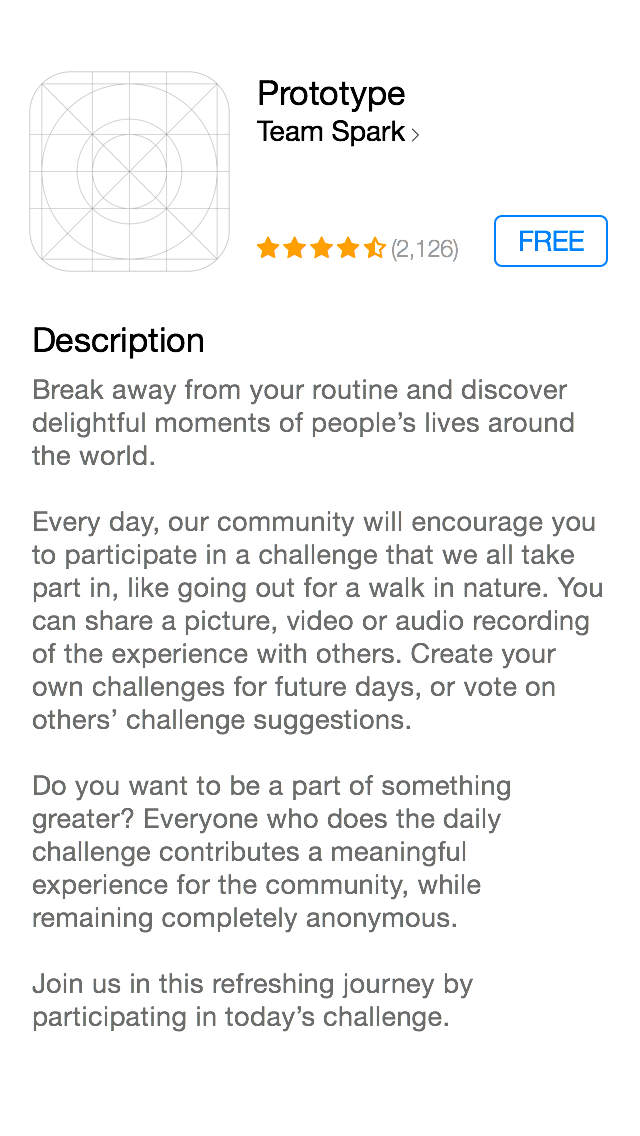 Prototype
Team Spark >
(2,126)
FREE
Description
Break away from your routine and discover
delightful moments of people’s lives around
the world.
Every day, our community will encourage you
to participate in a challenge that we all take
part in, like going out for a walk in nature. You
can share a picture, video or audio recording
of the experience with others. Create your
own challenges for future days, or vote on
others’ challenge suggestions.
Do you want to be a part of something
greater? Everyone who does the daily
challenge contributes a meaningful
experience for the community, while
remaining completely anonymous.
Join us in this refreshing journey by
participating in today’s challenge.